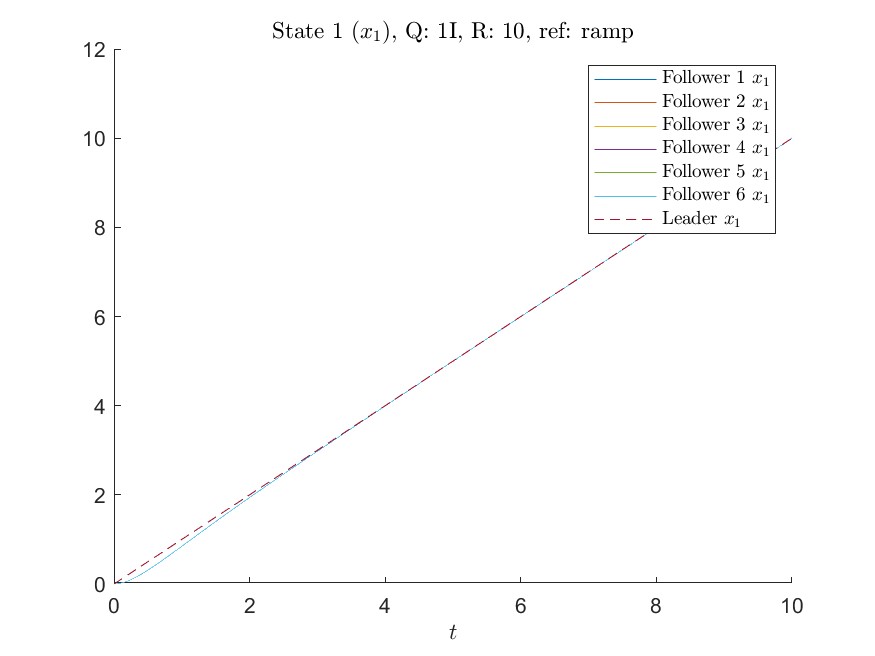 State 1 (x₁), Q: 1I, R: 10, ref: ramp
12
10
8
6
4
2
0
Follower 1 x₁
Follower 2 x₁
Follower 3 x₁
Follower 4 x₁
Follower 5 x₁
Follower 6 x₁
Leader x₁
0 2 4 6 8 10
t